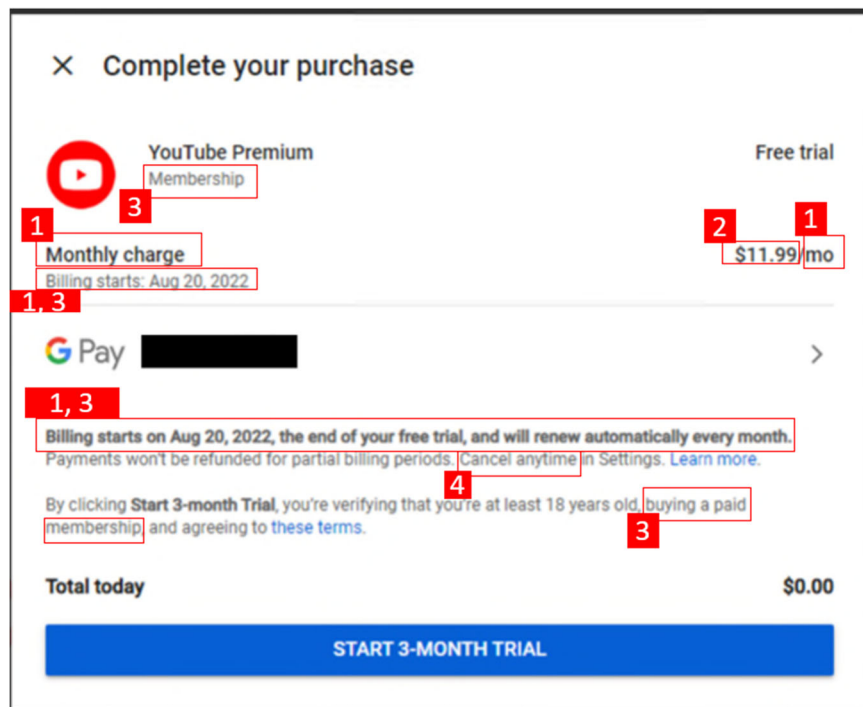 × Complete your purchase
YouTube Premium Free trial
Membership
3
1 2 1
Monthly charge $11.99/mo
Billing starts: Aug 20, 2022
1, 3
G Pay
1, 3
Billing starts on Aug 20, 2022, the end of your free trial, and will renew automatically every month.
Payments won't be refunded for partial billing periods. Cancel anytime in Settings. Learn more.
4
By clicking Start 3-month Trial, you're verifying that you're at least 18 years old, buying a paid
membership, and agreeing to these terms.
3
Total today $0.00
START 3-MONTH TRIAL